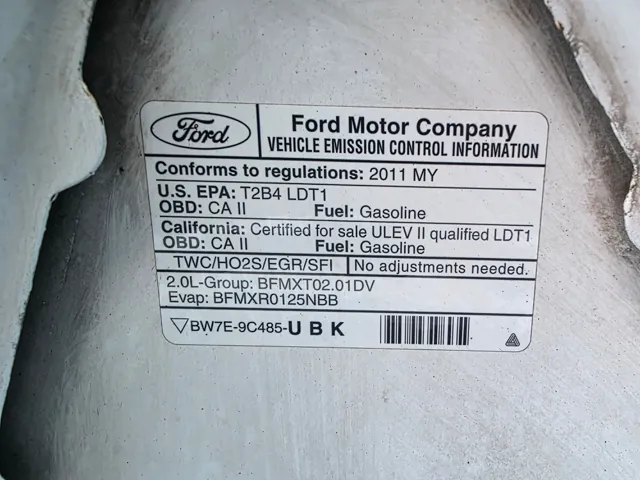 Ford
Ford Motor Company
VEHICLE EMISSION CONTROL INFORMATION
Conforms to regulations: 2011 MY
U.S. EPA: T2B4 LDT1
OBD: CA II Fuel: Gasoline
California: Certified for sale ULEV II qualified LDT1
OBD: CA II Fuel: Gasoline
TWC/HO2S/EGR/SFI No adjustments needed.
2.0L-Group: BFMXT02.01DV
Evap: BFMXR0125NBB
BW7E-9C485-U B K